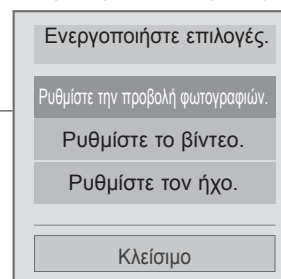 Ενεργοποιήστε επιλογές.
Ρυθμίστε την προβολή φωτογραφιών.
Ρυθμίστε το βίντεο.
Ρυθμίστε τον ήχο.
Κλείσιμο